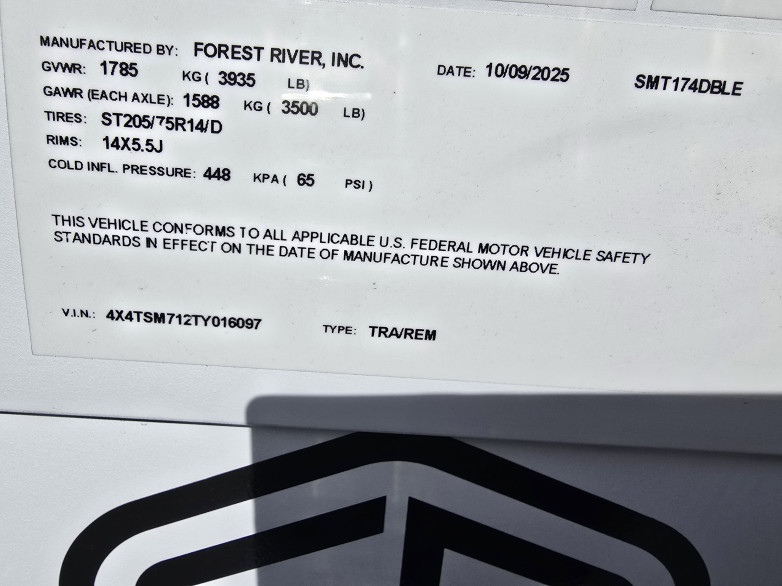 MANUFACTURED BY: FOREST RIVER, INC.
GVWR: 1785 KG ( 3935 LB) DATE: 10/09/2025 SMT174DBLE
GAWR (EACH AXLE): 1588 KG ( 3500 LB)
TIRES: ST205/75R14/D
RIMS: 14X5.5J
COLD INFL. PRESSURE: 448 KPA ( 65 PSI )
THIS VEHICLE CONFORMS TO ALL APPLICABLE U.S. FEDERAL MOTOR VEHICLE SAFETY
STANDARDS IN EFFECT ON THE DATE OF MANUFACTURE SHOWN ABOVE.
V.I.N.: 4X4TSM712TY016097 TYPE: TRA/REM